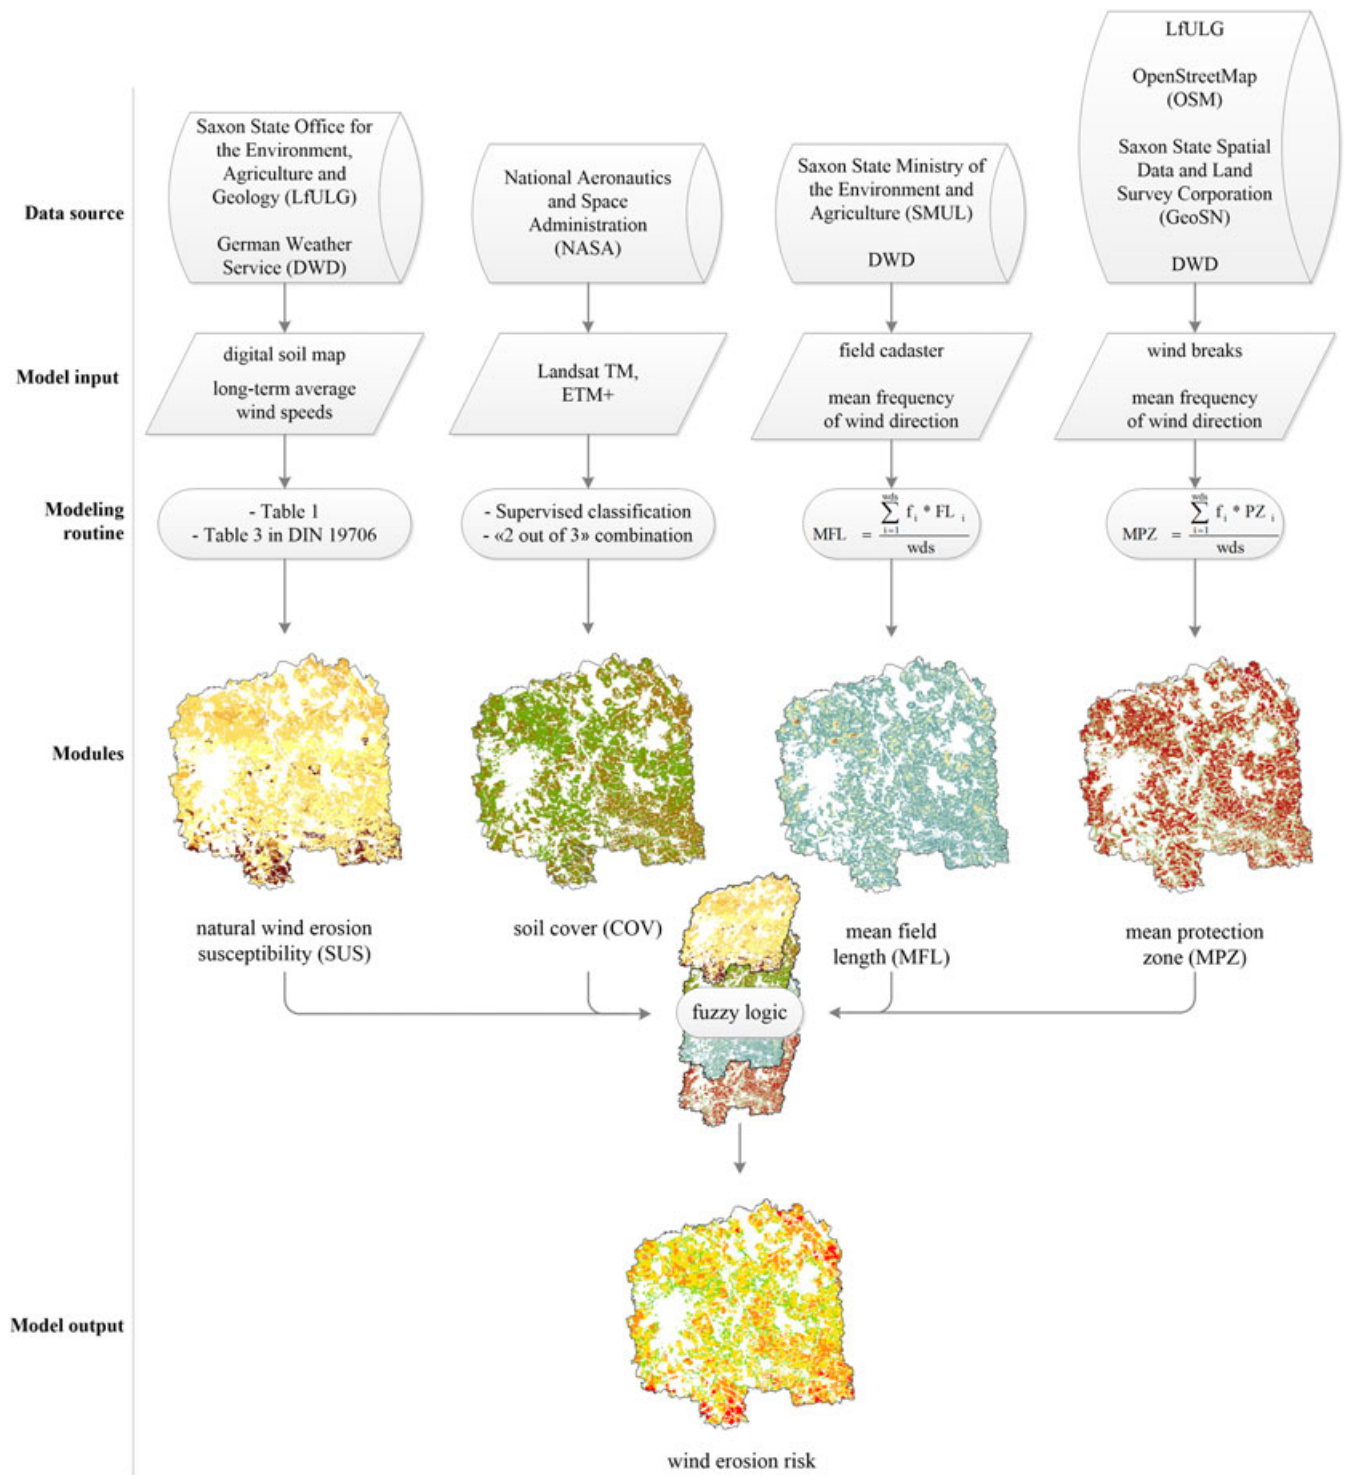 LfULG
OpenStreetMap
(OSM)
Saxon State Spatial
Data and Land
Survey Corporation
(GeoSN)
DWD
Saxon State Office for
the Environment,
Agriculture and
Geology (LfULG)
German Weather
Service (DWD)
National Aeronautics
and Space
Administration
(NASA)
Saxon State Ministry of
the Environment and
Agriculture (SMUL)
DWD
Data source
Model input
digital soil map
long-term average
wind speeds
Landsat TM,
ETM+
field cadaster
mean frequency
of wind direction
wind breaks
mean frequency
of wind direction
Modeling
routine
- Table 1
- Table 3 in DIN 19706
- Supervised classification
- «2 out of 3» combination
wds
∑ f i * FL i
i=1
MFL =
wds
wds
∑ f i * PZ i
i=1
MPZ =
wds
Modules
natural wind erosion
susceptibility (SUS)
soil cover (COV)
mean field
length (MFL)
mean protection
zone (MPZ)
fuzzy logic
Model output
wind erosion risk